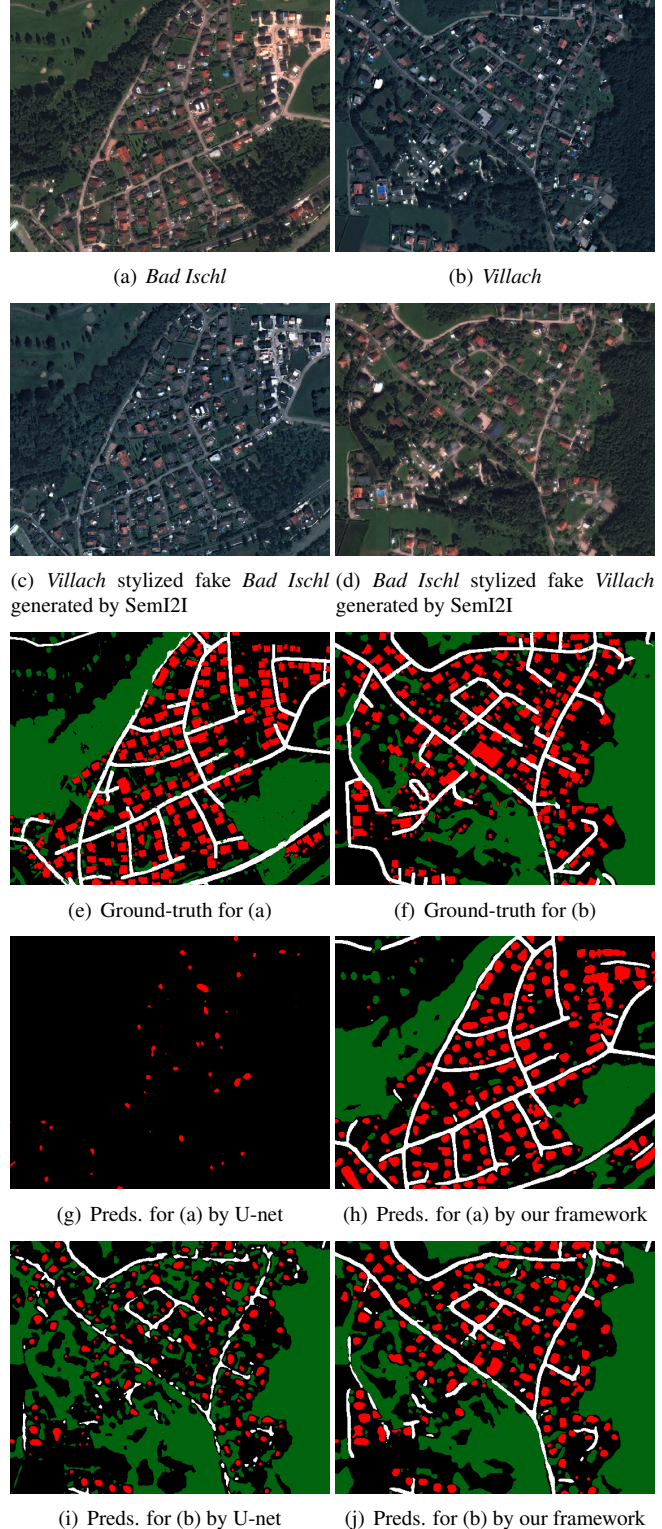 (a) Bad Ischl
(b) Villach
(c) Villach stylized fake Bad Ischl
generated by SemI2I
(d) Bad Ischl stylized fake Villach
generated by SemI2I
(e) Ground-truth for (a)
(f) Ground-truth for (b)
(g) Preds. for (a) by U-net
(h) Preds. for (a) by our framework
(i) Preds. for (b) by U-net
(j) Preds. for (b) by our framework